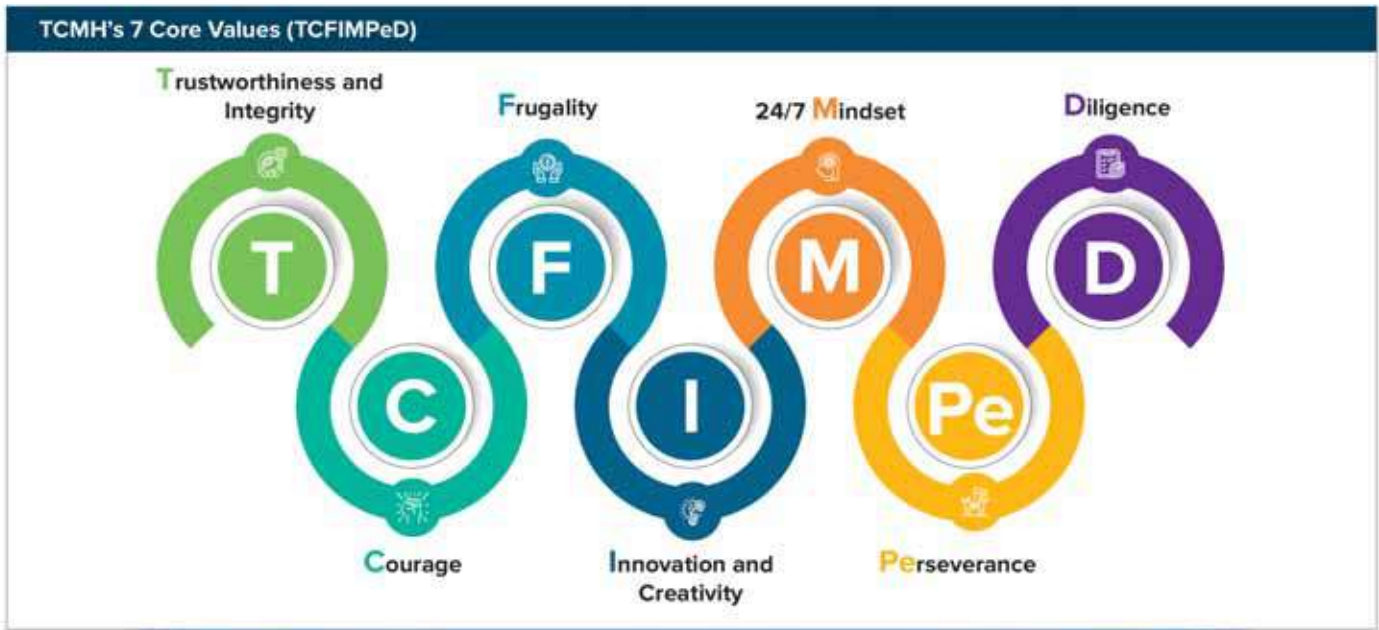 TCMH's 7 Core Values (TCFIMPeD)
Trustworthiness and
Integrity
Frugality
24/7 Mindset
Diligence
T
F
M
D
C
I
Pe
Courage
Innovation and
Creativity
Perseverance